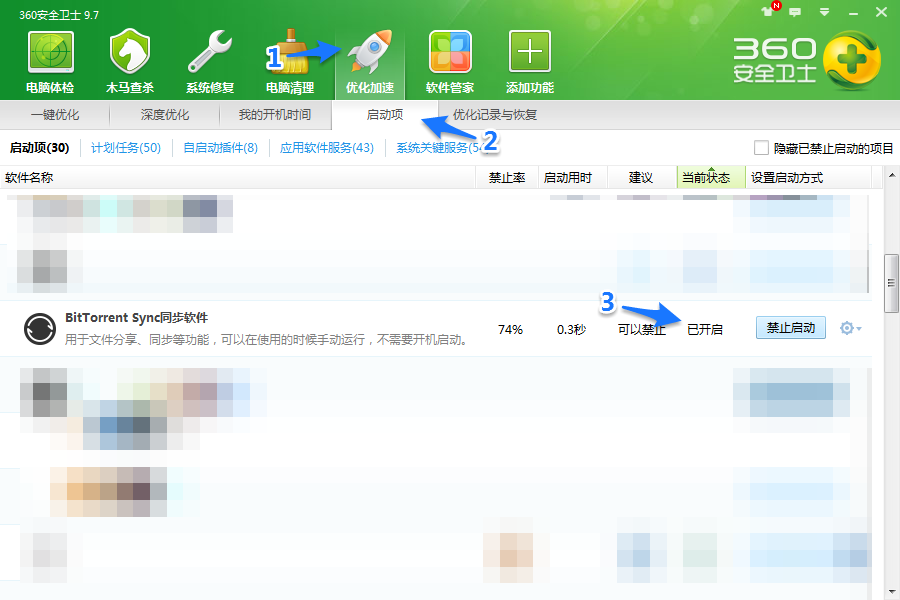 360安全卫士 9.7
N
电脑体检 木马查杀 系统修复 电脑清理 优化加速 软件管家 添加功能
360
安全卫士
1
一键优化 深度优化 我的开机时间 启动项 优化记录与恢复
2
启动项(30) 计划任务(50) 自启动插件(8) 应用软件服务(43) 系统关键服务(54 隐藏已禁止启动的项目
软件名称 禁止率 启动用时 建议 当前状态 设置启动方式
3
BitTorrent Sync同步软件
用于文件分享、同步等功能，可以在使用的时候手动运行，不需要开机启动。
74% 0.3秒 可以禁止 已开启 禁止启动